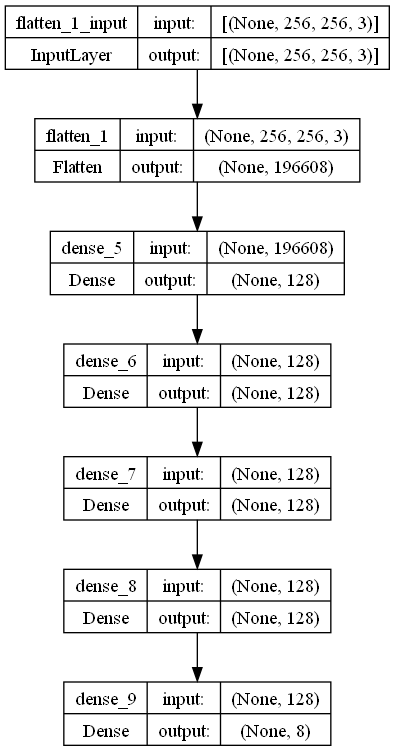 flatten_1_input input: [(None, 256, 256, 3)]
InputLayer output: [(None, 256, 256, 3)]
flatten_1 input: (None, 256, 256, 3)
Flatten output: (None, 196608)
dense_5 input: (None, 196608)
Dense output: (None, 128)
dense_6 input: (None, 128)
Dense output: (None, 128)
dense_7 input: (None, 128)
Dense output: (None, 128)
dense_8 input: (None, 128)
Dense output: (None, 128)
dense_9 input: (None, 128)
Dense output: (None, 8)